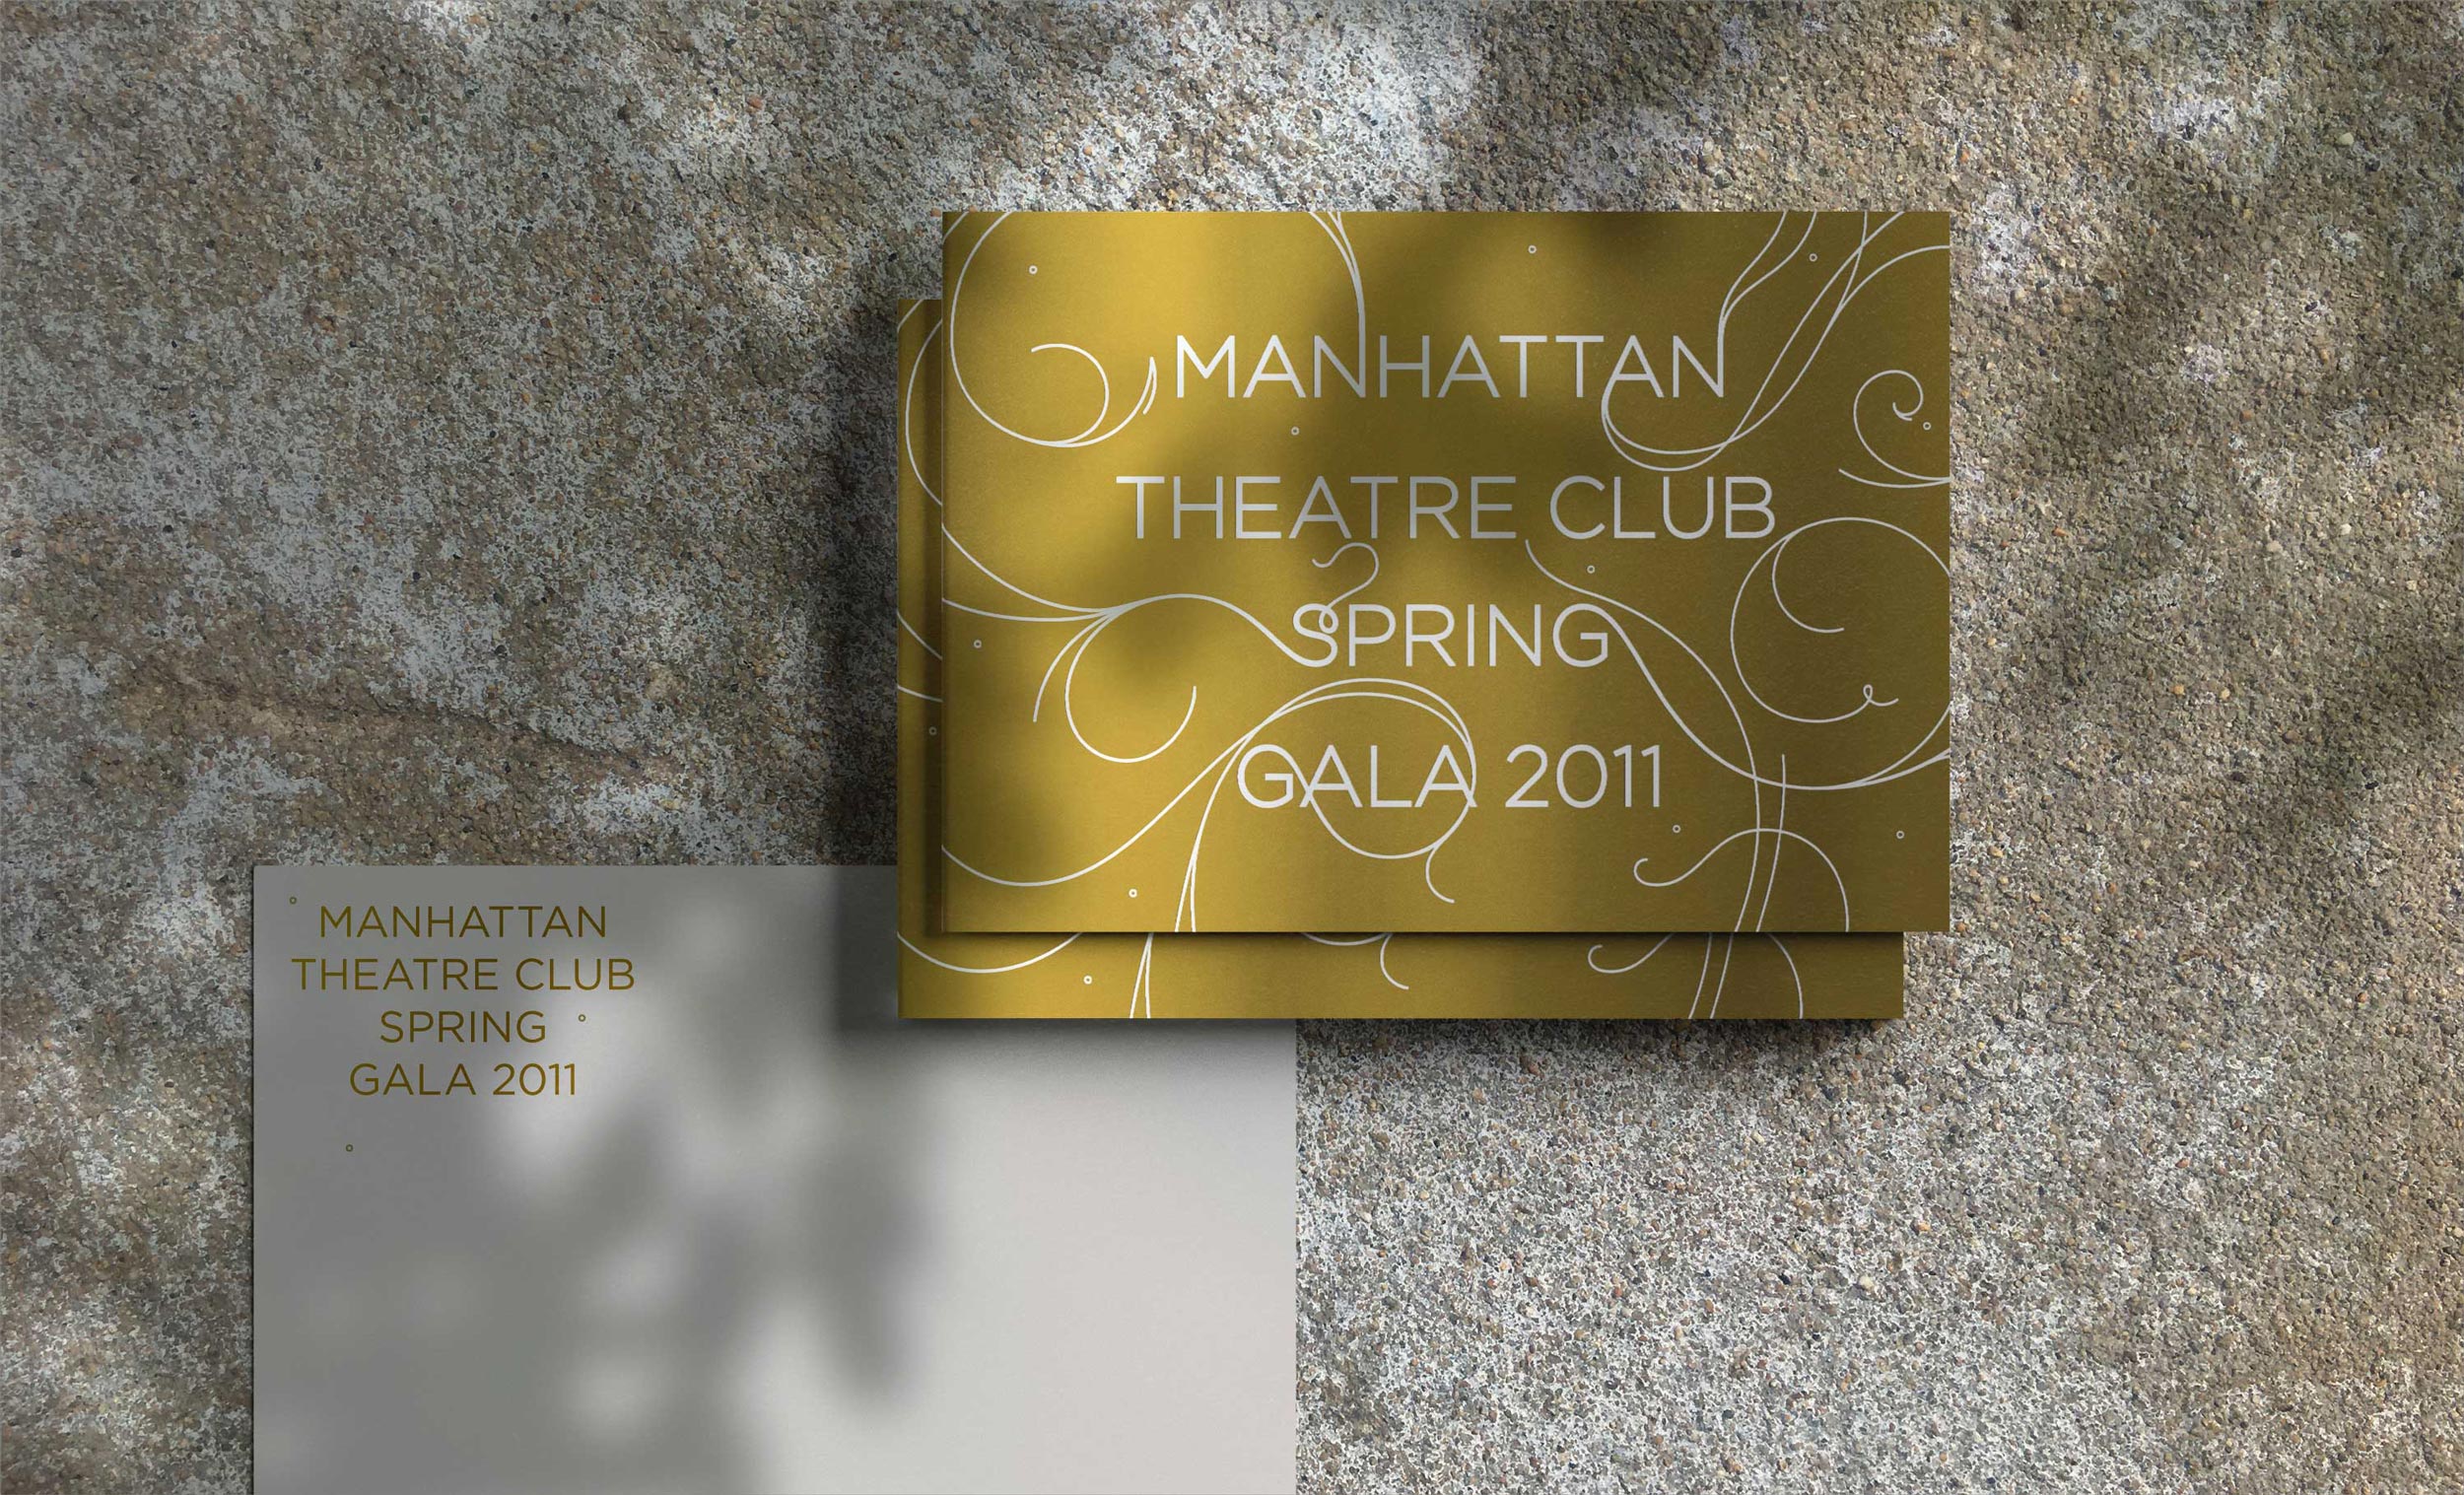 MANHATTAN
THEATRE CLUB
SPRING
GALA 2011
MANHATTAN
THEATRE CLUB
SPRING
GALA 2011